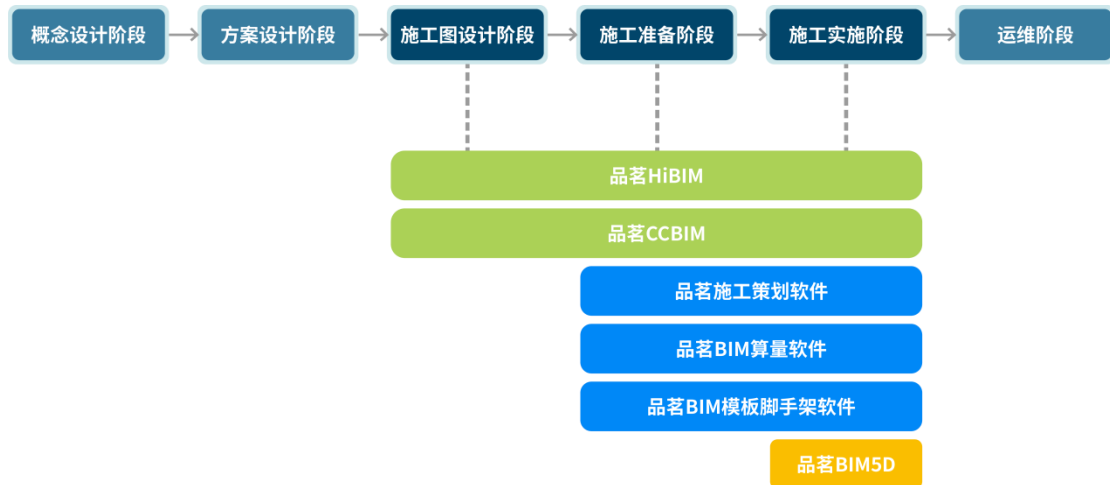 概念设计阶段
方案设计阶段
施工图设计阶段
施工准备阶段
施工实施阶段
运维阶段
品茗HiBIM
品茗CCBIM
品茗施工策划软件
品茗BIM算量软件
品茗BIM模板脚手架软件
品茗BIM5D